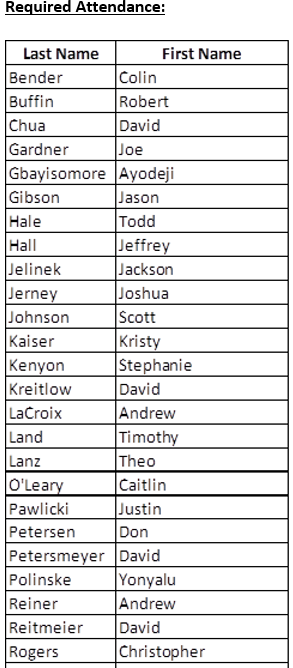 Required Attendance:
Last Name First Name
Bender Colin
Buffin Robert
Chua David
Gardner Joe
Gbayisomore Ayodeji
Gibson Jason
Hale Todd
Hall Jeffrey
Jelinek Jackson
Jerney Joshua
Johnson Scott
Kaiser Kristy
Kenyon Stephanie
Kreitlow David
LaCroix Andrew
Land Timothy
Lanz Theo
O'Leary Caitlin
Pawlicki Justin
Petersen Don
Petersmeyer David
Polinske Yonyalu
Reiner Andrew
Reitmeier David
Rogers Christopher